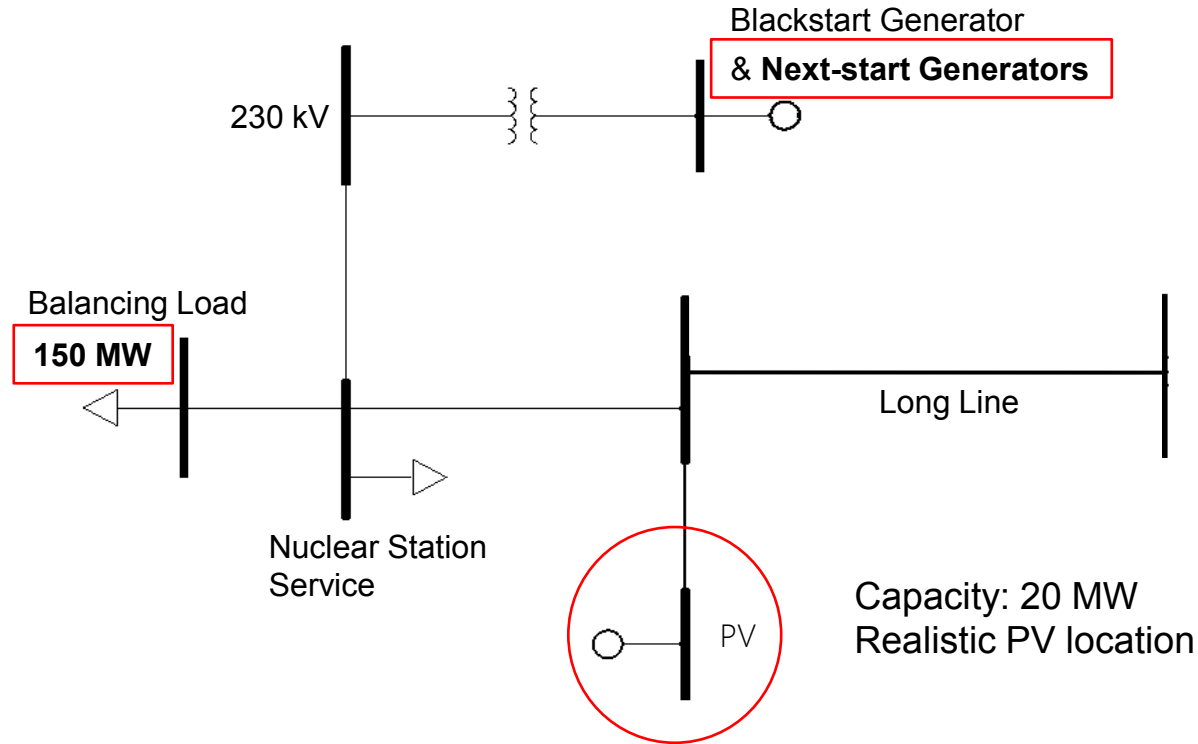 Blackstart Generator
& Next-start Generators
230 kV
Balancing Load
150 MW
Long Line
Nuclear Station
Service
PV
Capacity: 20 MW
Realistic PV location